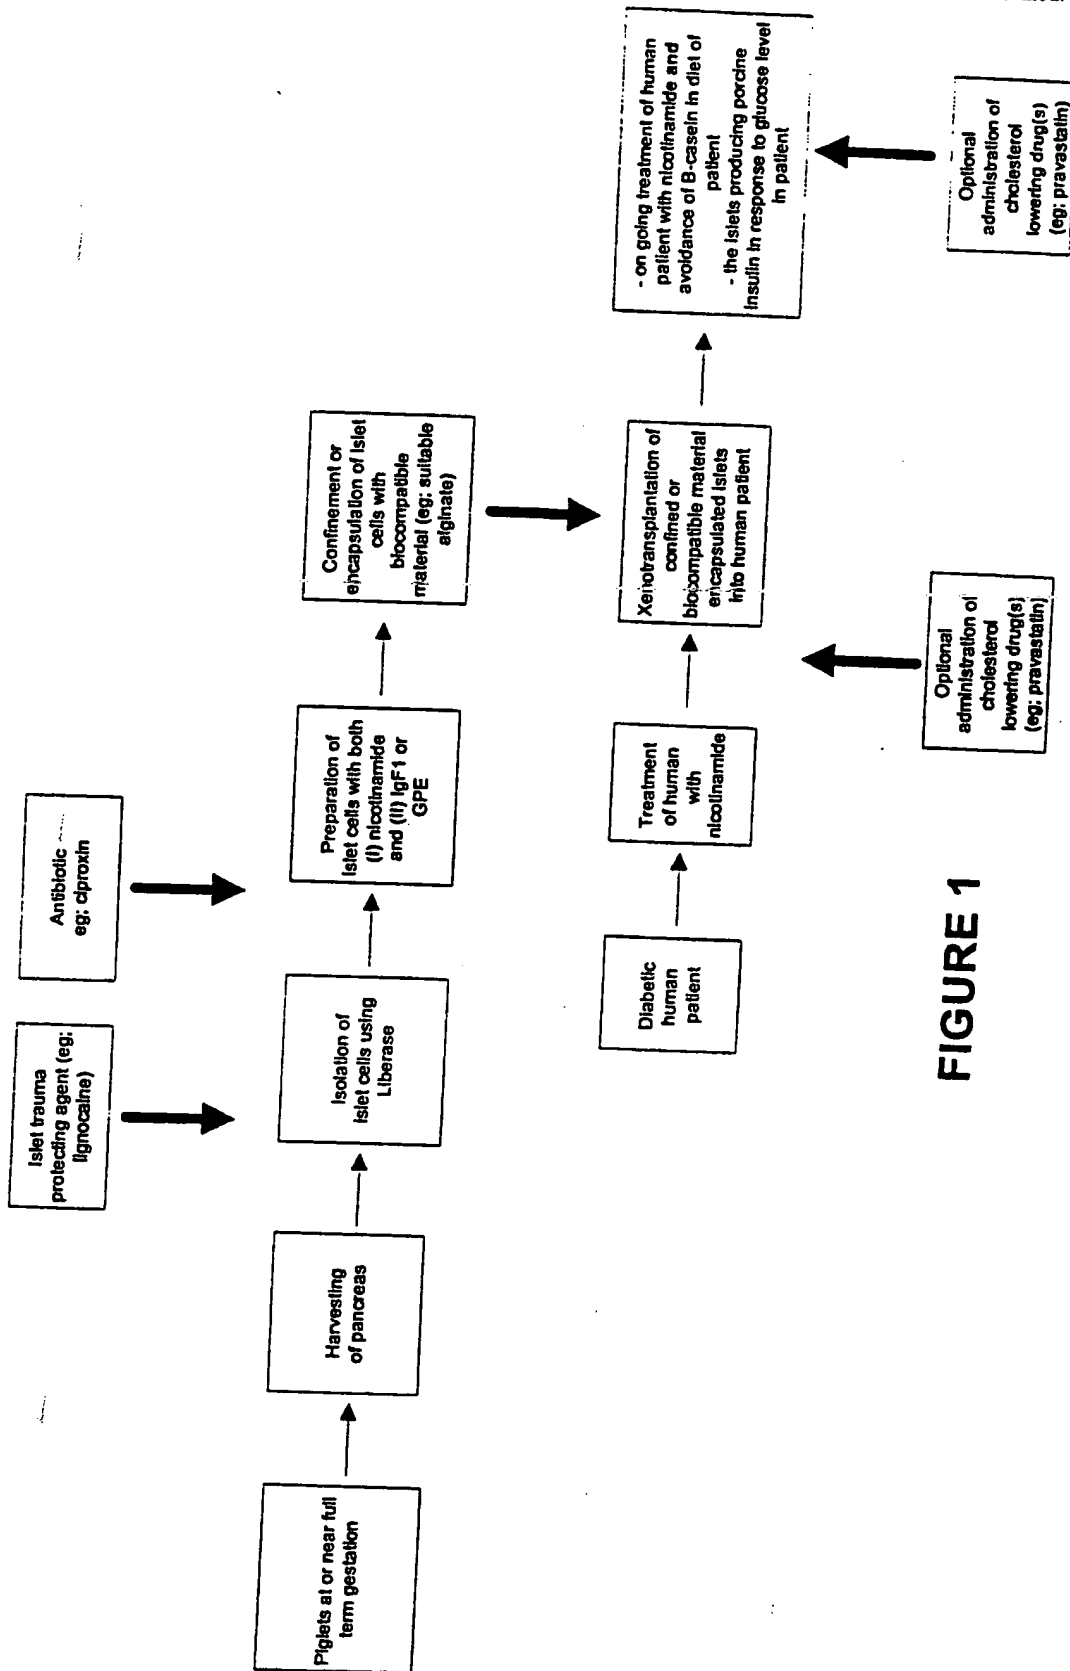 Islet trauma
protecting agent (eg;
lignocaine)
Antibiotic
eg; ciproxin
Piglets at or near full
term gestation
Harvesting
of pancreas
Isolation of
islet cells using
Liberase
Preparation of
islet cells with both
(I) nicotinamide
and (II) IgF1 or
GPE
Confinement or
encapsulation of islet
cells with
biocompatible
material (eg; suitable
alginate)
Diabetic
human
patient
Treatment
of human
with
nicotinamide
Xenotransplantation of
confined or
biocompatible material
encapsulated islets
into human patient
- on going treatment of human
patient with nicotinamide and
avoidance of B-casein in diet of
patient
- the islets producing porcine
insulin in response to glucose level
in patient
Optional
administration of
cholesterol
lowering drug(s)
(eg; pravastatin)
Optional
administration of
cholesterol
lowering drug(s)
(eg; pravastatin)
FIGURE 1